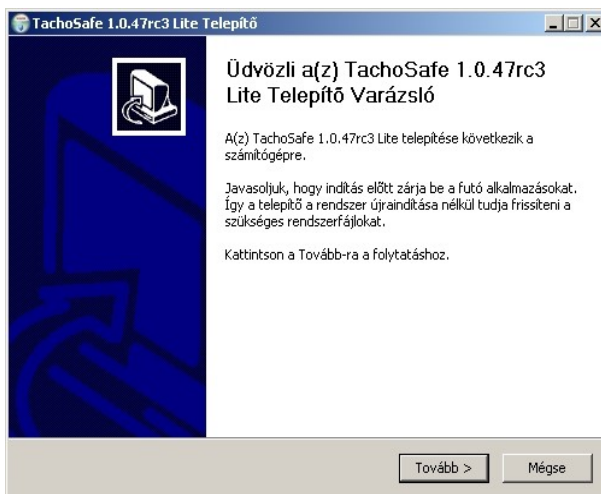 TachoSafe 1.0.47rc3 Lite Telepítõ
Üdvözli a(z) TachoSafe 1.0.47rc3
Lite Telepítõ Varázsló
A(z) TachoSafe 1.0.47rc3 Lite telepítése következik a
számítógépre.
Javasoljuk, hogy indítás előtt zárja be a futó alkalmazásokat.
Így a telepítő a rendszer újraindítása nélkül tudja frissíteni a
szükséges rendszerfájlokat.
Kattintson a Tovább-ra a folytatáshoz.
Tovább >
Mégse